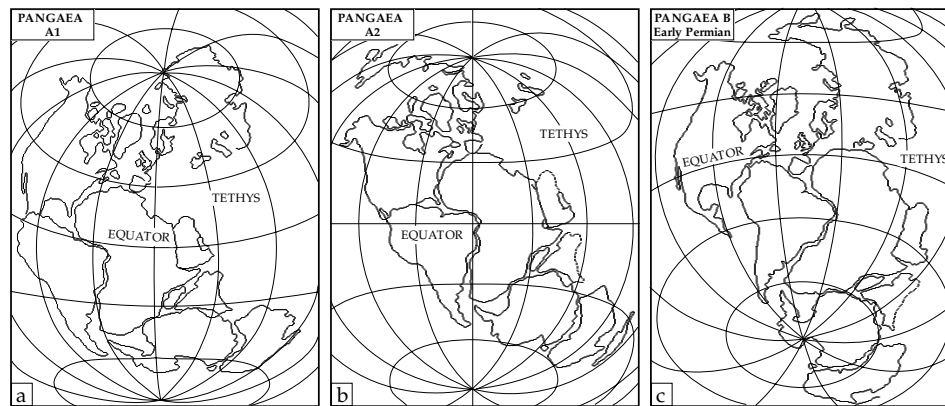 PANGAEA
A1
TETHYS
EQUATOR
a
PANGAEA
A2
TETHYS
EQUATOR
b
PANGAEA B
Early Permian
EQUATOR
TETHYS
c